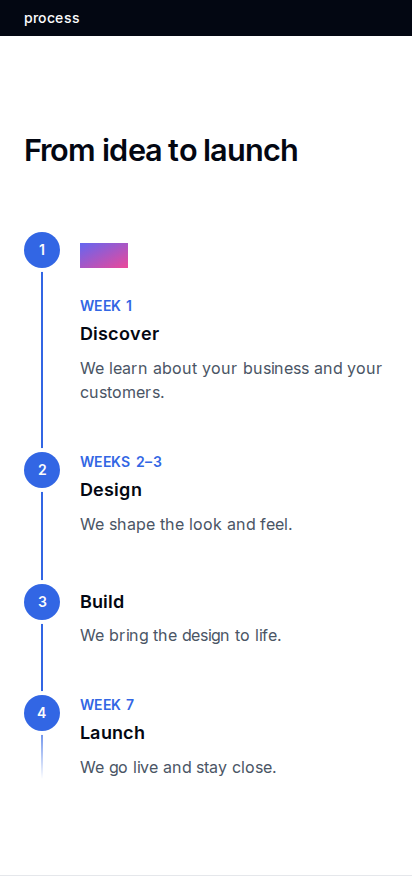 process
From idea to launch
1
WEEK 1
Discover
We learn about your business and your
customers.
2
WEEKS 2–3
Design
We shape the look and feel.
3
Build
We bring the design to life.
4
WEEK 7
Launch
We go live and stay close.